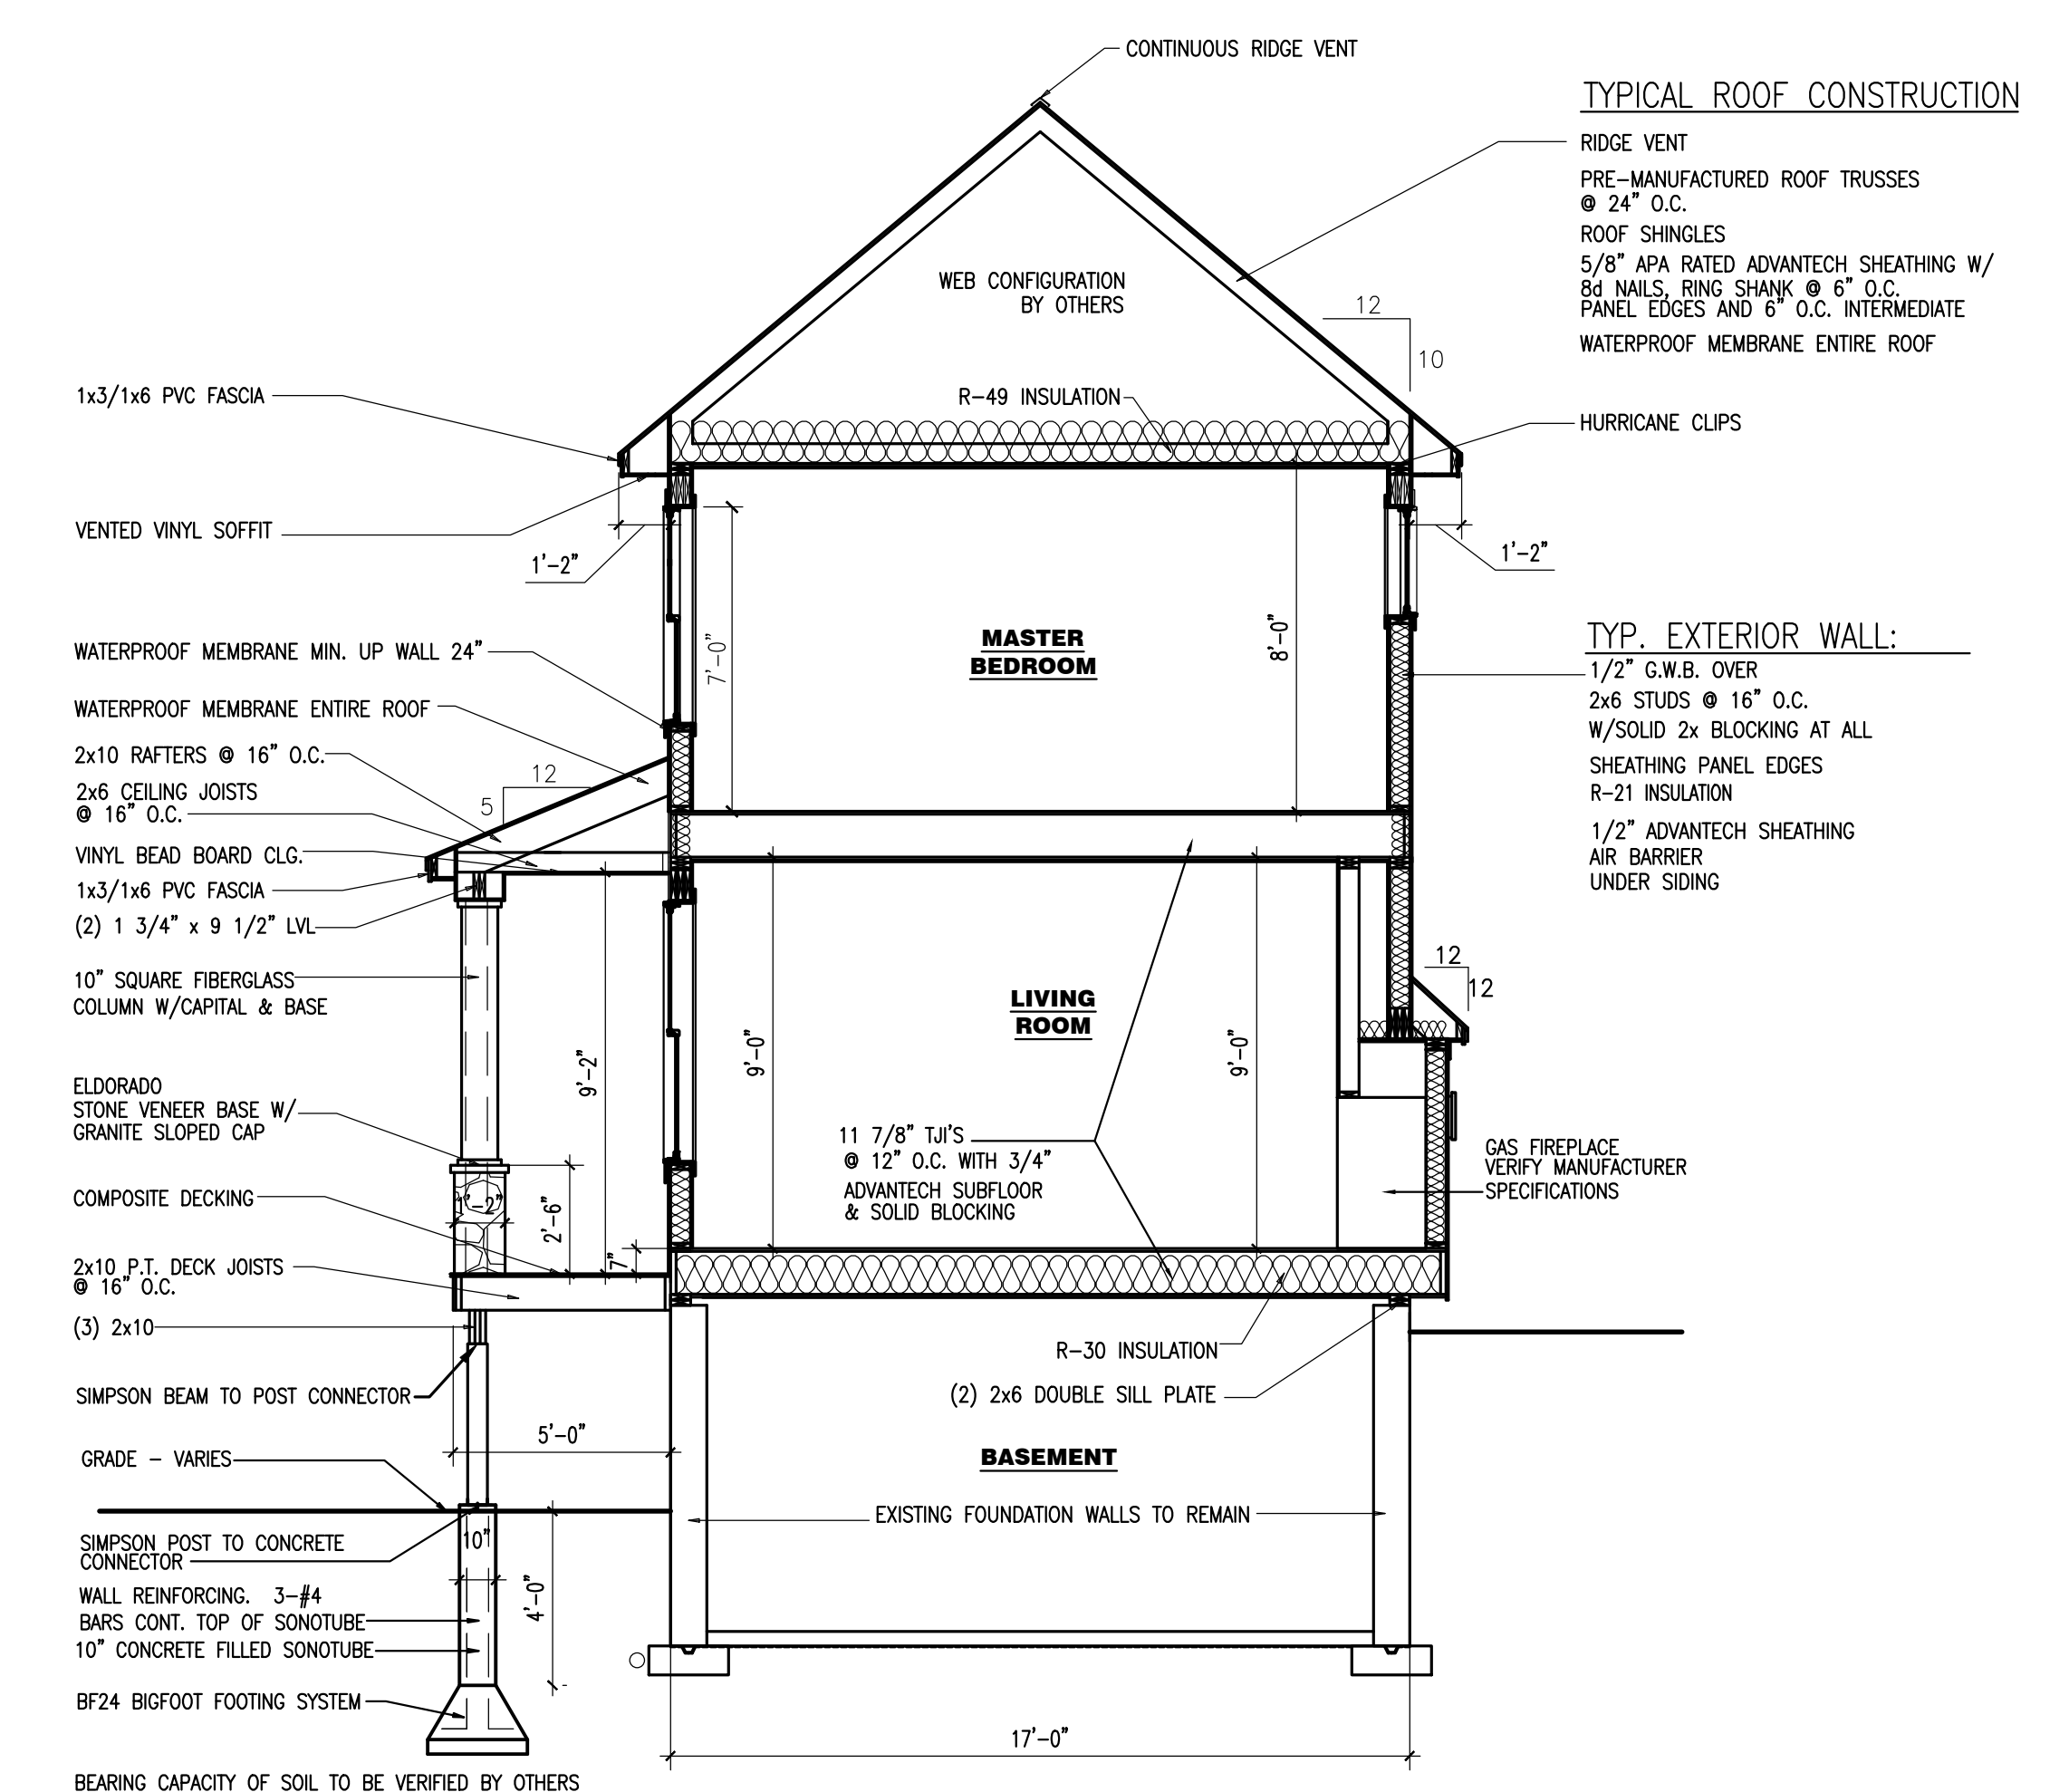 CONTINUOUS RIDGE VENT
TYPICAL ROOF CONSTRUCTION
RIDGE VENT
PRE-MANUFACTURED ROOF TRUSSES
@ 24" O.C.
ROOF SHINGLES
5/8" APA RATED ADVANTECH SHEATHING W/
8d NAILS, RING SHANK @ 6" O.C.
PANEL EDGES AND 6" O.C. INTERMEDIATE
WATERPROOF MEMBRANE ENTIRE ROOF
WEB CONFIGURATION
BY OTHERS
12
10
R-49 INSULATION
HURRICANE CLIPS
1x3/1x6 PVC FASCIA
VENTED VINYL SOFFIT
1'-2"
1'-2"
WATERPROOF MEMBRANE MIN. UP WALL 24"
WATERPROOF MEMBRANE ENTIRE ROOF
2x10 RAFTERS @ 16" O.C.
2x6 CEILING JOISTS
@ 16" O.C.
VINYL BEAD BOARD CLG.
1x3/1x6 PVC FASCIA
(2) 1 3/4" x 9 1/2" LVL
12
5
7'-0"
MASTER
BEDROOM
8'-0"
TYP. EXTERIOR WALL:
1/2" G.W.B. OVER
2x6 STUDS @ 16" O.C.
W/SOLID 2x BLOCKING AT ALL
SHEATHING PANEL EDGES
R-21 INSULATION
1/2" ADVANTECH SHEATHING
AIR BARRIER
UNDER SIDING
10" SQUARE FIBERGLASS
COLUMN W/CAPITAL & BASE
ELDORADO
STONE VENEER BASE W/
GRANITE SLOPED CAP
COMPOSITE DECKING
2x10 P.T. DECK JOISTS
@ 16" O.C.
(3) 2x10
1'-2"
2'-6"
9'-2"
7"
9'-0"
LIVING
ROOM
9'-0"
12
12
11 7/8" TJI'S
@ 12" O.C. WITH 3/4"
ADVANTECH SUBFLOOR
& SOLID BLOCKING
GAS FIREPLACE
VERIFY MANUFACTURER
SPECIFICATIONS
R-30 INSULATION
(2) 2x6 DOUBLE SILL PLATE
SIMPSON BEAM TO POST CONNECTOR
5'-0"
GRADE - VARIES
BASEMENT
EXISTING FOUNDATION WALLS TO REMAIN
SIMPSON POST TO CONCRETE
CONNECTOR
10"
WALL REINFORCING. 3-#4
BARS CONT. TOP OF SONOTUBE
10" CONCRETE FILLED SONOTUBE
4'-0"
BF24 BIGFOOT FOOTING SYSTEM
17'-0"
BEARING CAPACITY OF SOIL TO BE VERIFIED BY OTHERS